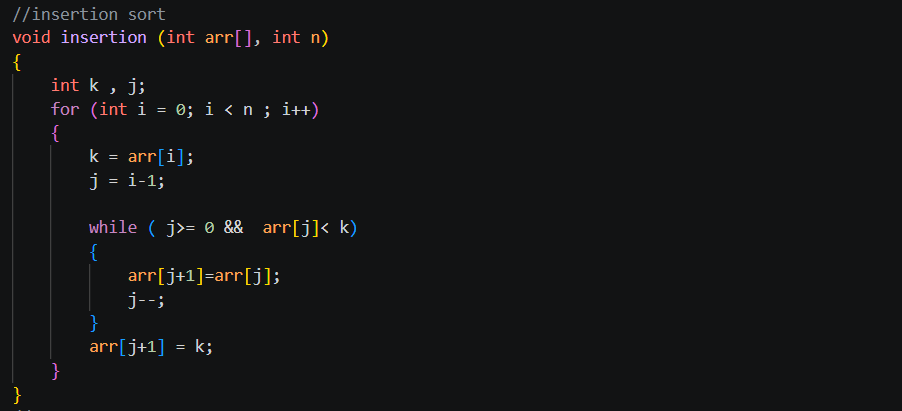 //insertion sort
void insertion (int arr[], int n)
{
    int k , j;
    for (int i = 0; i < n ; i++)
    {
        k = arr[i];
        j = i-1;

        while ( j>= 0 &&  arr[j]< k)
        {
            arr[j+1]=arr[j];
            j--;
        }
        arr[j+1] = k;
    }
}